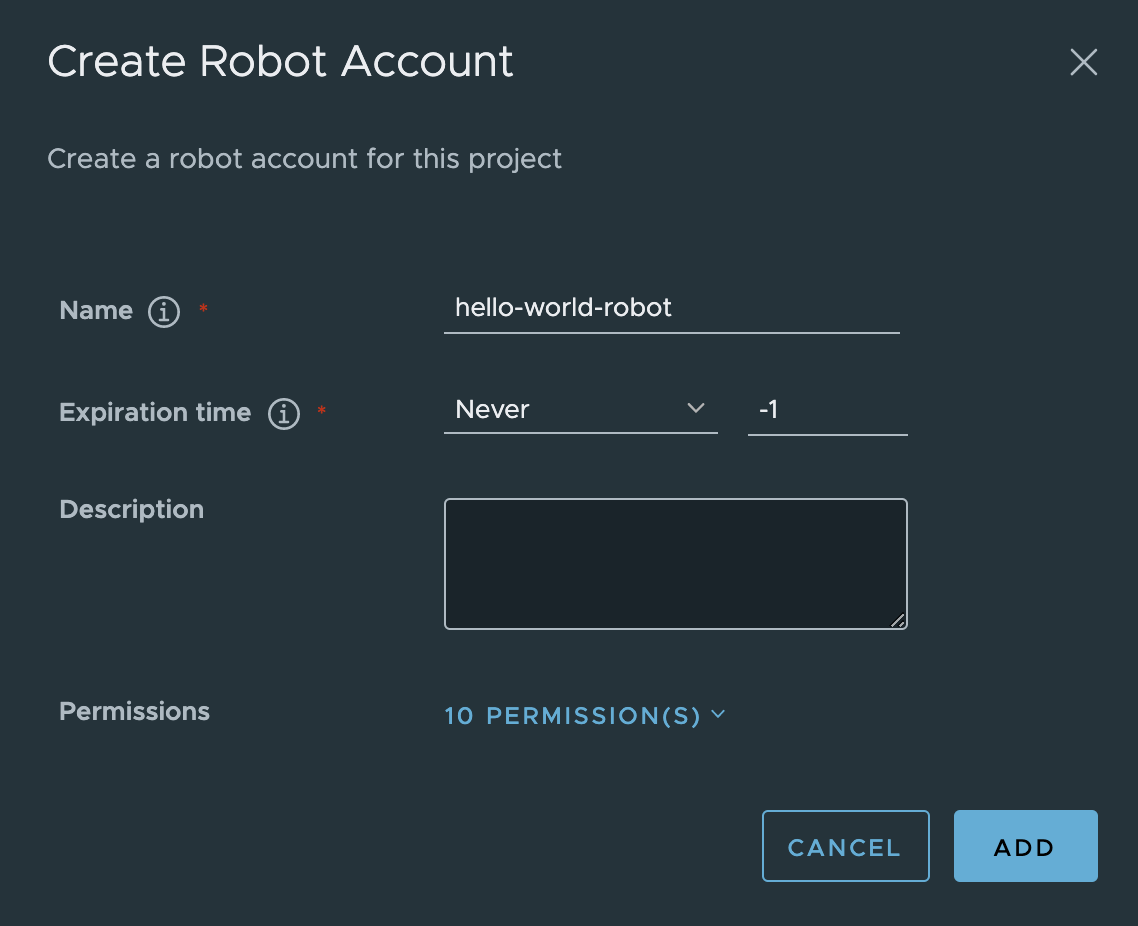 Create Robot Account
Create a robot account for this project
Name *
hello-world-robot
Expiration time *
Never
-1
Description
Permissions
10 PERMISSION(S)
CANCEL
ADD